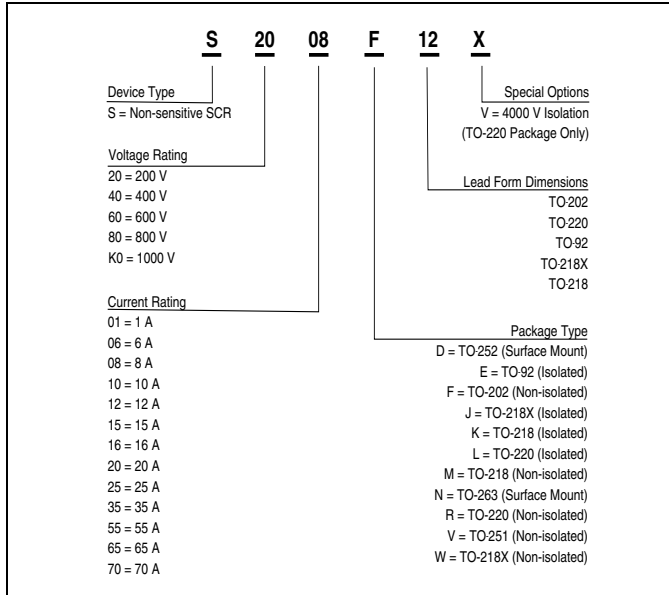 S 20 08 F 12 X
Device Type
S = Non-sensitive SCR
Voltage Rating
20 = 200 V
40 = 400 V
60 = 600 V
80 = 800 V
K0 = 1000 V
Current Rating
01 = 1 A
06 = 6 A
08 = 8 A
10 = 10 A
12 = 12 A
15 = 15 A
16 = 16 A
20 = 20 A
25 = 25 A
35 = 35 A
55 = 55 A
65 = 65 A
70 = 70 A
Special Options
V = 4000 V Isolation
(TO-220 Package Only)
Lead Form Dimensions
TO-202
TO-220
TO-92
TO-218X
TO-218
Package Type
D = TO-252 (Surface Mount)
E = TO-92 (Isolated)
F = TO-202 (Non-isolated)
J = TO-218X (Isolated)
K = TO-218 (Isolated)
L = TO-220 (Isolated)
M = TO-218 (Non-isolated)
N = TO-263 (Surface Mount)
R = TO-220 (Non-isolated)
V = TO-251 (Non-isolated)
W = TO-218X (Non-isolated)